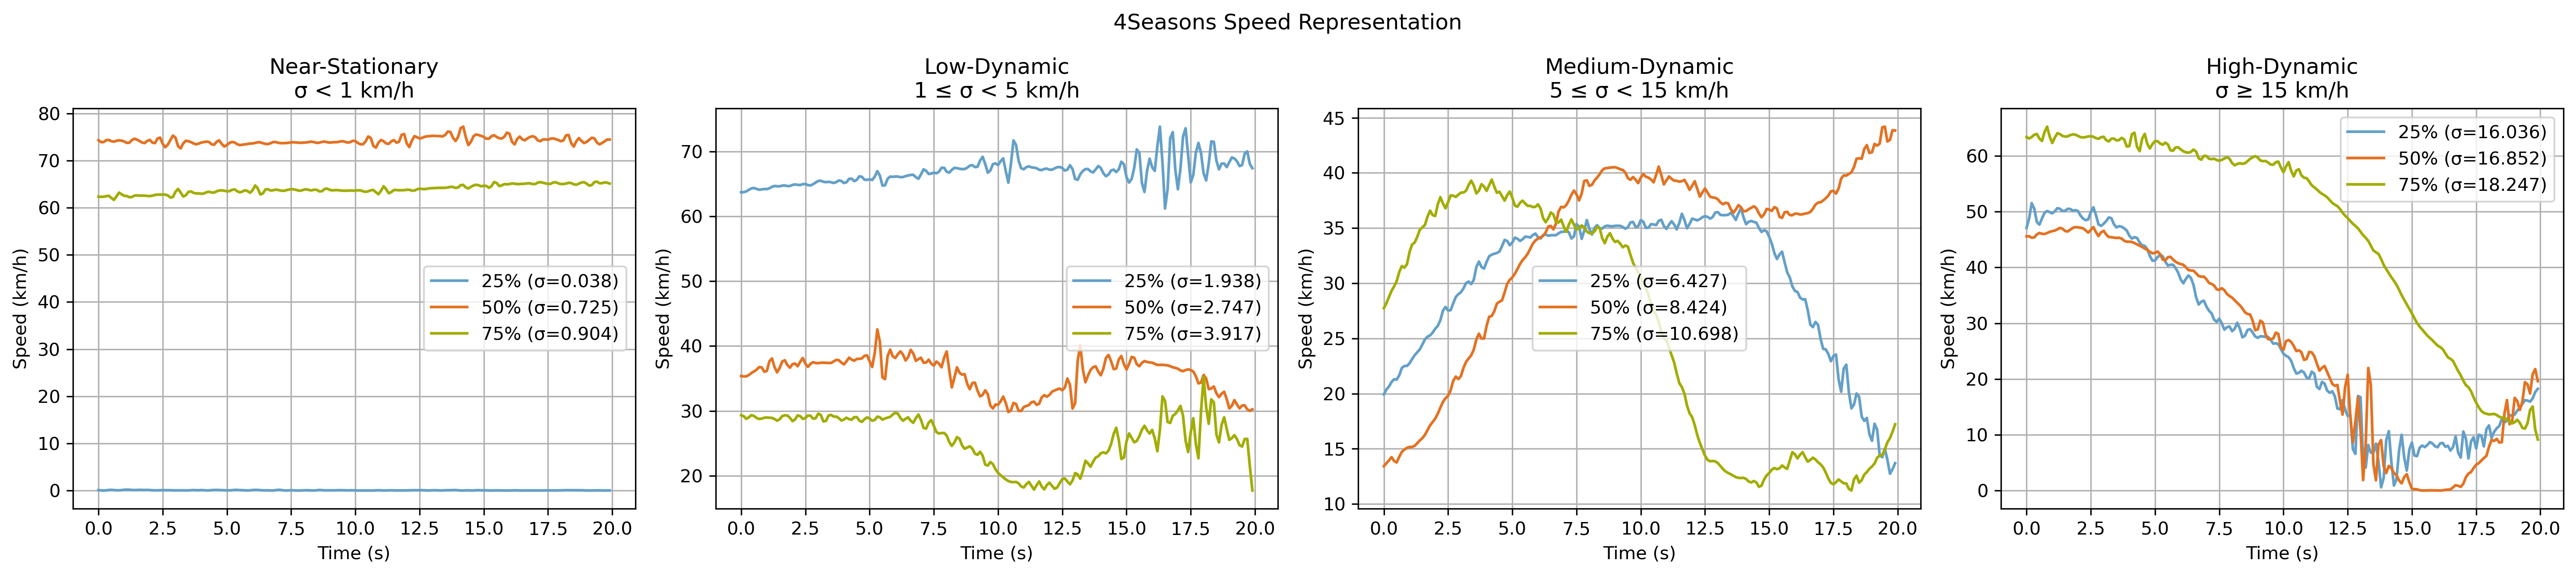 4Seasons Speed Representation
Near-Stationary
σ < 1 km/h
80
70
60
50
40
30
20
10
0
Speed (km/h)
25% (σ=0.038)
50% (σ=0.725)
75% (σ=0.904)
0.0 2.5 5.0 7.5 10.0 12.5 15.0 17.5 20.0
Time (s)
Low-Dynamic
1 ≤ σ < 5 km/h
70
60
50
40
30
20
Speed (km/h)
25% (σ=1.938)
50% (σ=2.747)
75% (σ=3.917)
0.0 2.5 5.0 7.5 10.0 12.5 15.0 17.5 20.0
Time (s)
Medium-Dynamic
5 ≤ σ < 15 km/h
45
40
35
30
25
20
15
10
Speed (km/h)
25% (σ=6.427)
50% (σ=8.424)
75% (σ=10.698)
0.0 2.5 5.0 7.5 10.0 12.5 15.0 17.5 20.0
Time (s)
High-Dynamic
σ ≥ 15 km/h
60
50
40
30
20
10
0
Speed (km/h)
25% (σ=16.036)
50% (σ=16.852)
75% (σ=18.247)
0.0 2.5 5.0 7.5 10.0 12.5 15.0 17.5 20.0
Time (s)